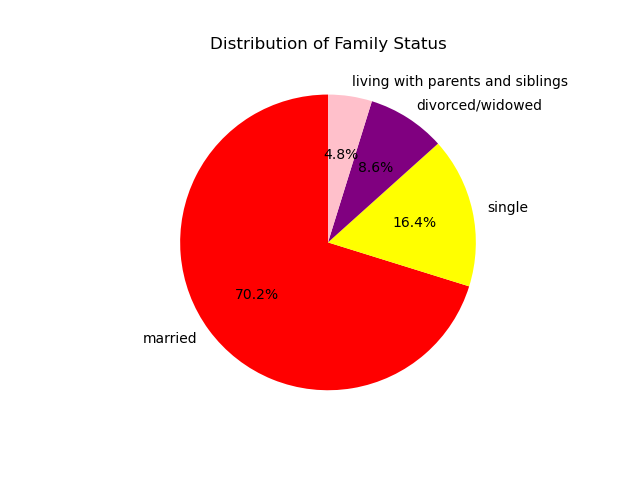 Distribution of Family Status
living with parents and siblings
divorced/widowed
4.8%
8.6%
single
16.4%
70.2%
married